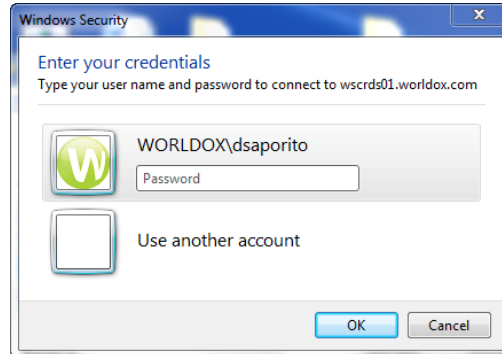 Windows Security
X
Enter your credentials
Type your user name and password to connect to wscrds01.worldox.com
W
WORLDOX\dsaporito
Password
Use another account
OK
Cancel